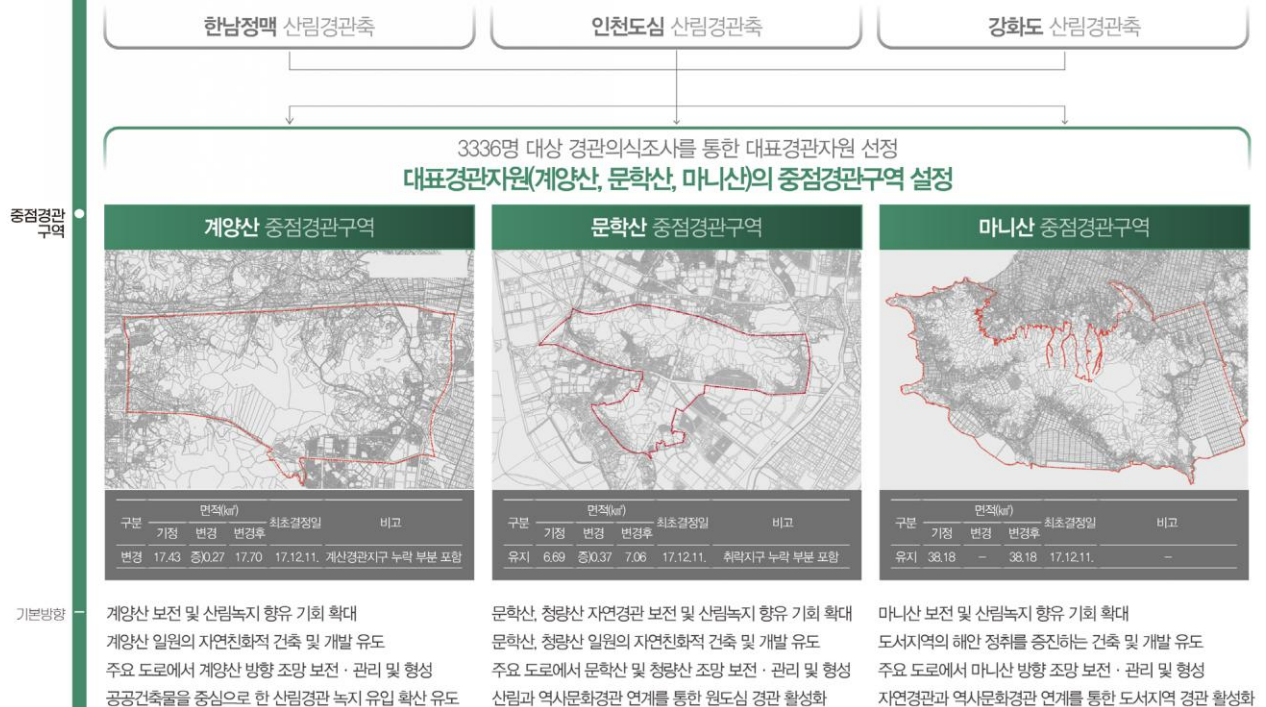 한남정맥 산림경관축
인천도심 산림경관축
강화도 산림경관축
3336명 대상 경관의식조사를 통한 대표경관자원 선정
대표경관자원(계양산, 문학산, 마니산)의 중점경관구역 설정
중점경관
구역
계양산 중점경관구역
구분 면적(㎢) 최초결정일 비고
기정 변경 변경후
변경 17.43 증)0.27 17.70 17.12.11. 계산경관지구 누락 부분 포함
문학산 중점경관구역
구분 면적(㎢) 최초결정일 비고
기정 변경 변경후
유지 6.69 증)0.37 7.06 17.12.11. 취락지구 누락 부분 포함
마니산 중점경관구역
구분 면적(㎢) 최초결정일 비고
기정 변경 변경후
유지 38.18 – 38.18 17.12.11. –
기본방향
계양산 보전 및 산림녹지 향유 기회 확대
계양산 일원의 자연친화적 건축 및 개발 유도
주요 도로에서 계양산 방향 조망 보전 · 관리 및 형성
공공건축물을 중심으로 한 산림경관 녹지 유입 확산 유도
문학산, 청량산 자연경관 보전 및 산림녹지 향유 기회 확대
문학산, 청량산 일원의 자연친화적 건축 및 개발 유도
주요 도로에서 문학산 및 청량산 조망 보전 · 관리 및 형성
산림과 역사문화경관 연계를 통한 원도심 경관 활성화
마니산 보전 및 산림녹지 향유 기회 확대
도서지역의 해안 정취를 증진하는 건축 및 개발 유도
주요 도로에서 마니산 방향 조망 보전 · 관리 및 형성
자연경관과 역사문화경관 연계를 통한 도서지역 경관 활성화